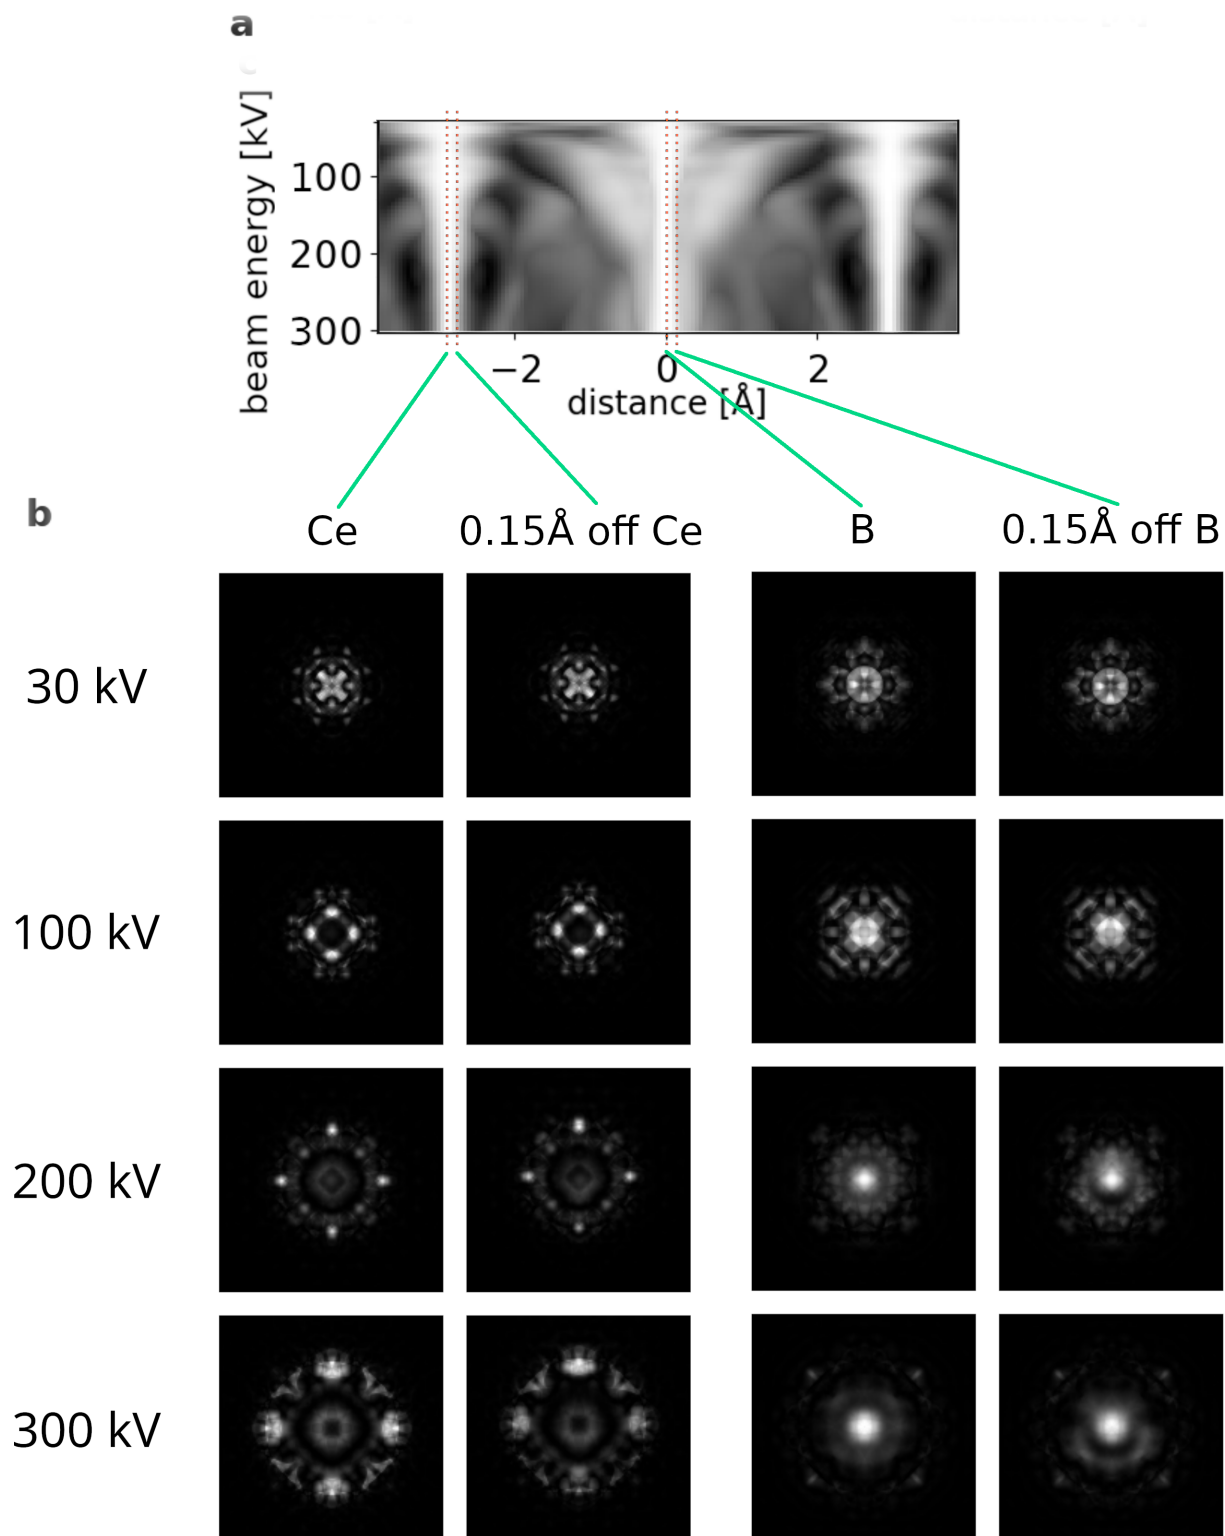 a
beam energy [kV]
100
200
300
−2 0 2
distance [Å]
b
Ce 0.15Å off Ce B 0.15Å off B
30 kV
100 kV
200 kV
300 kV